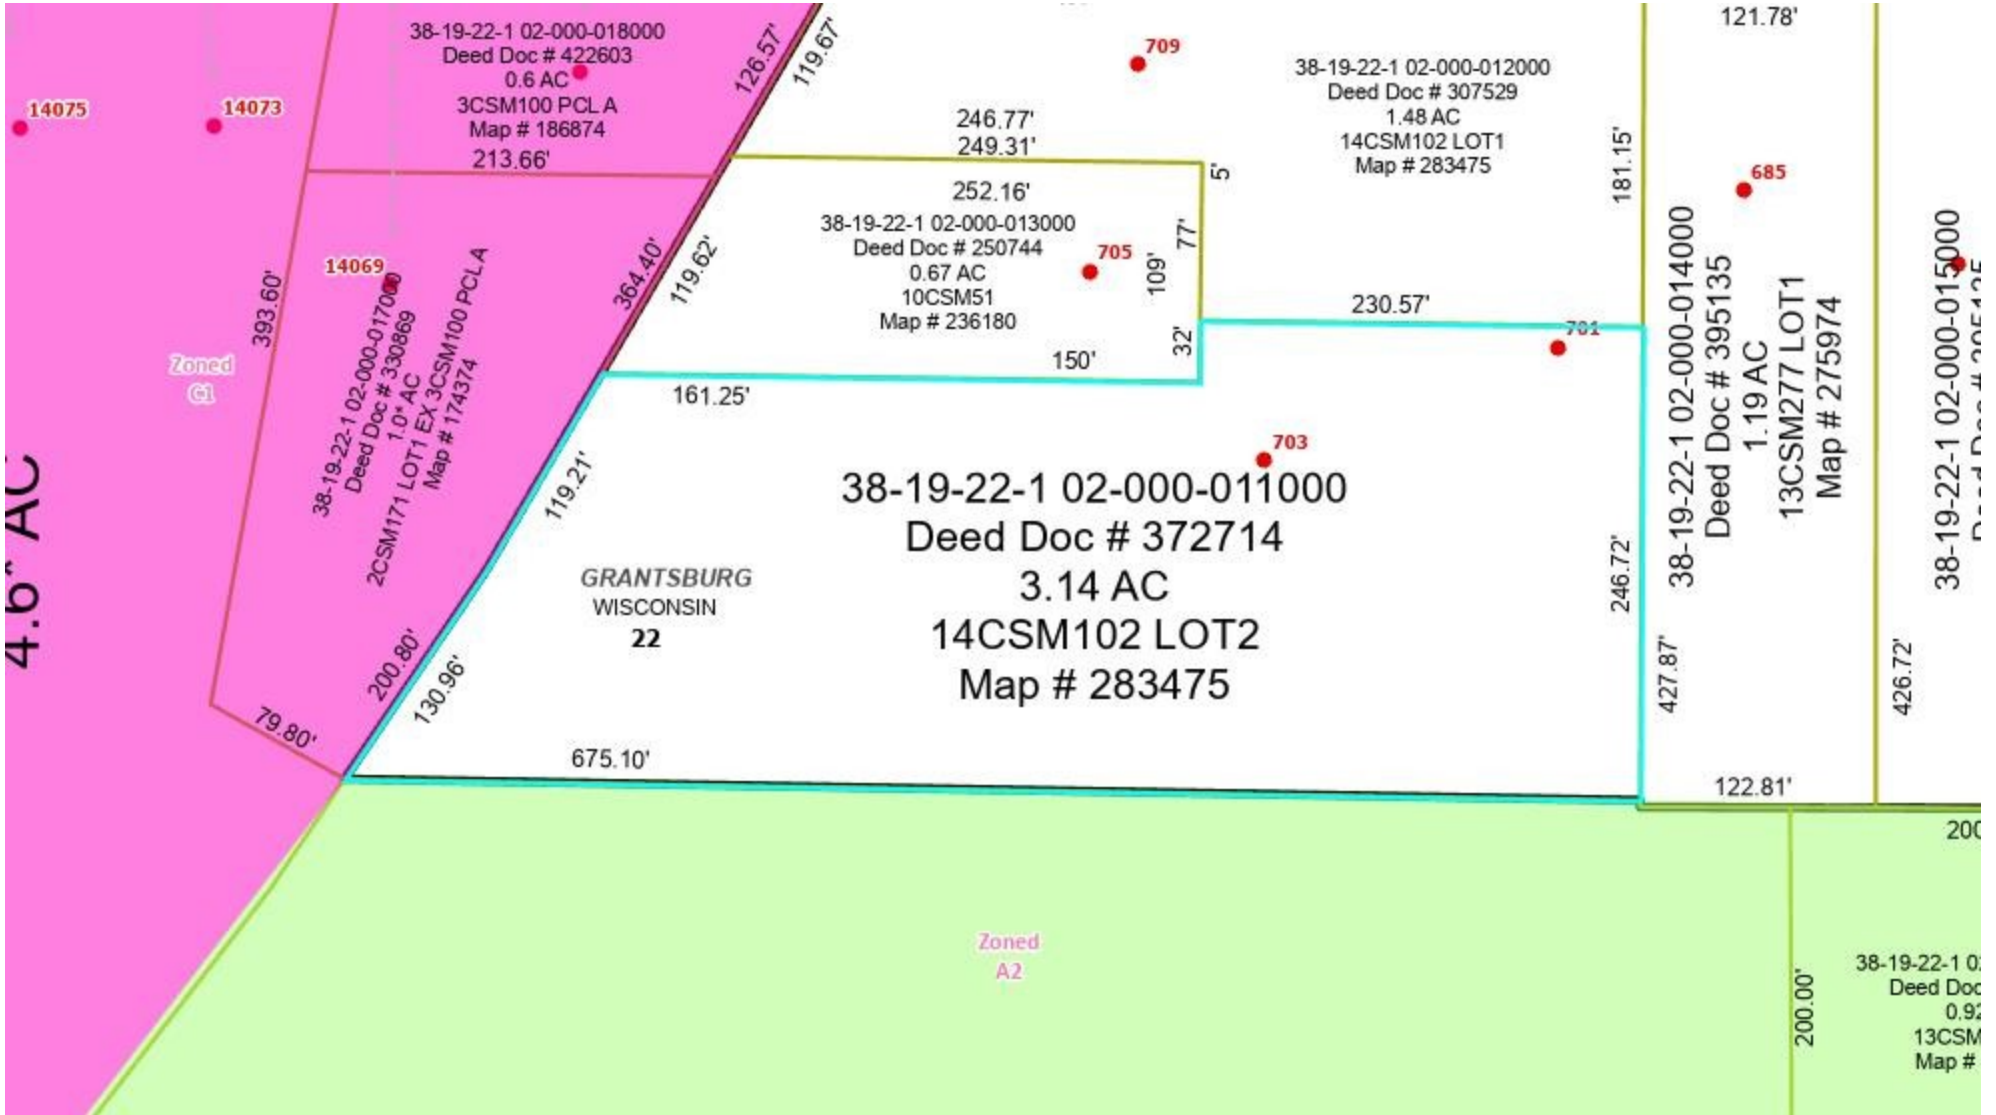 38-19-22-1 02-000-018000
Deed Doc # 422603
0.6 AC
3CSM100 PCL A
Map # 186874
213.66'
126.57'
119.67'
14075
14073
709
246.77'
249.31'
38-19-22-1 02-000-012000
Deed Doc # 307529
1.48 AC
14CSM102 LOT1
Map # 283475
121.78'
181.15'
685
5'
252.16'
38-19-22-1 02-000-013000
Deed Doc # 250744
0.67 AC
10CSM51
Map # 236180
705
77'
109'
32'
150'
230.57'
701
14069
393.60'
364.40'
119.62'
38-19-22-1 02-000-017000
Deed Doc # 330869
1.0* AC
2CSM171 LOT1 EX 3CSM100 PCL A
Map # 174374
Zoned
C1
4.6* AC
161.25'
119.21'
703
38-19-22-1 02-000-011000
Deed Doc # 372714
3.14 AC
14CSM102 LOT2
Map # 283475
GRANTSBURG
WISCONSIN
22
200.80'
130.96'
79.80'
675.10'
246.72'
427.87'
38-19-22-1 02-000-014000
Deed Doc # 395135
1.19 AC
13CSM277 LOT1
Map # 275974
38-19-22-1 02-000-015000
426.72'
122.81'
200
Zoned
A2
200.00'
38-19-22-1 0
Deed Doc
0.92
13CSM
Map #